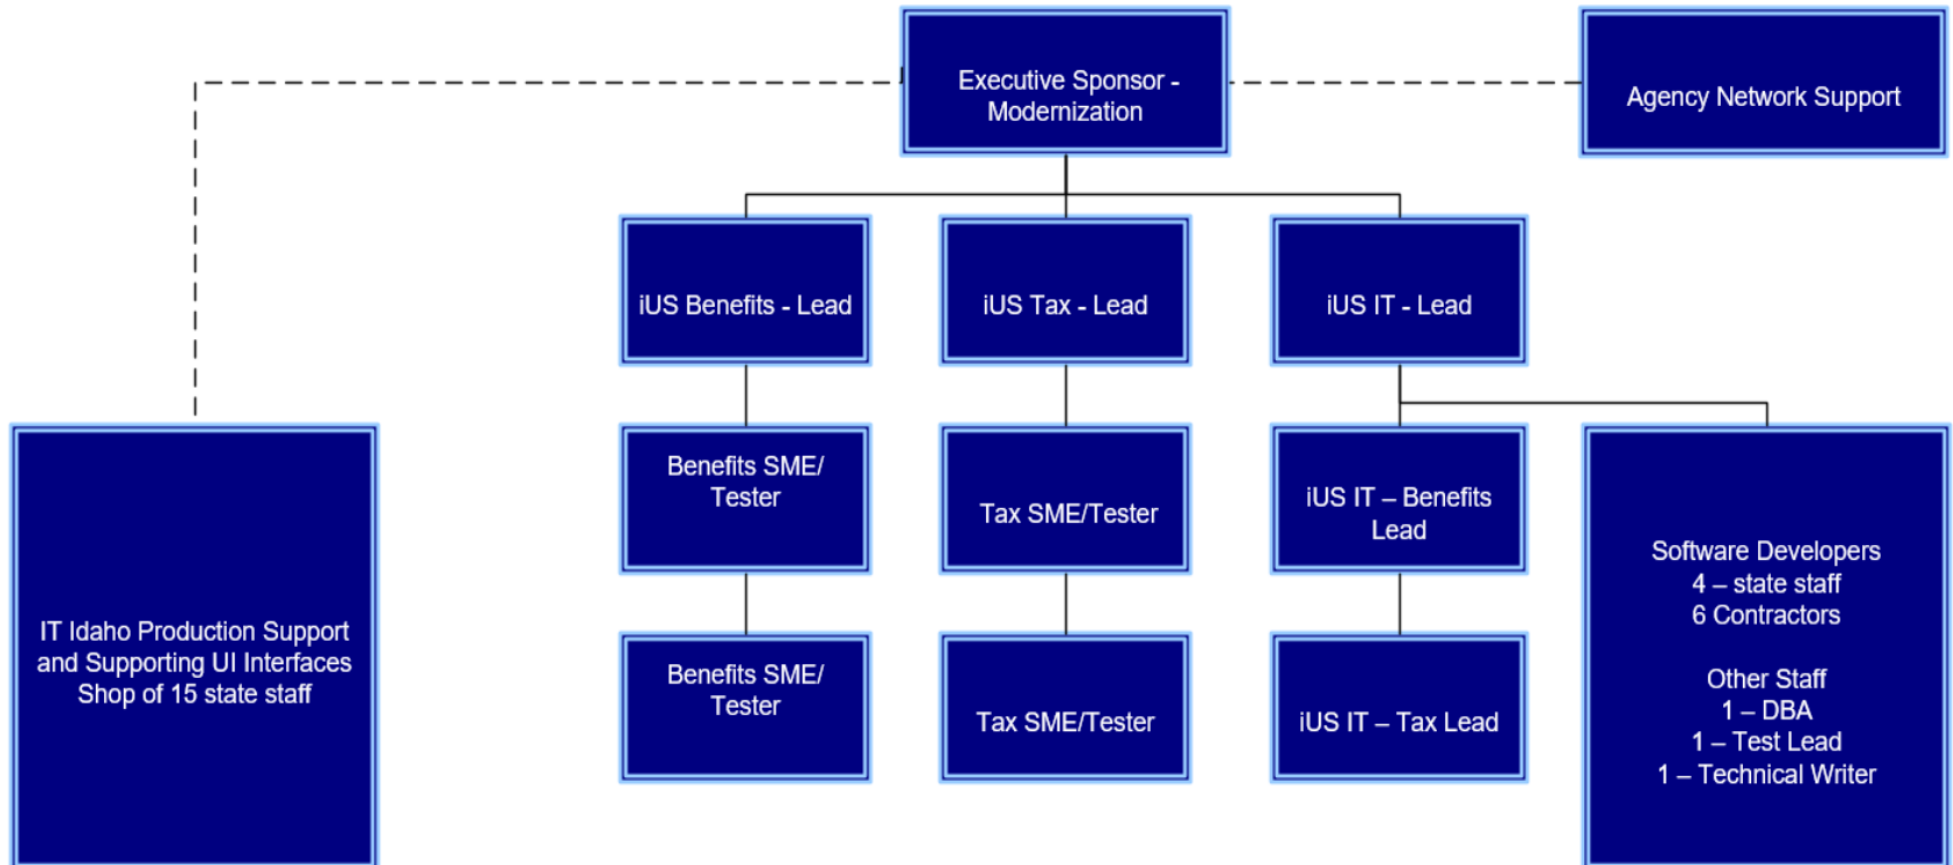 Executive Sponsor -
Modernization
Agency Network Support
iUS Benefits - Lead
iUS Tax - Lead
iUS IT - Lead
IT Idaho Production Support
and Supporting UI Interfaces
Shop of 15 state staff
Benefits SME/
Tester
Tax SME/Tester
iUS IT – Benefits
Lead
Software Developers
4 – state staff
6 Contractors
Other Staff
1 – DBA
1 – Test Lead
1 – Technical Writer
Benefits SME/
Tester
Tax SME/Tester
iUS IT – Tax Lead